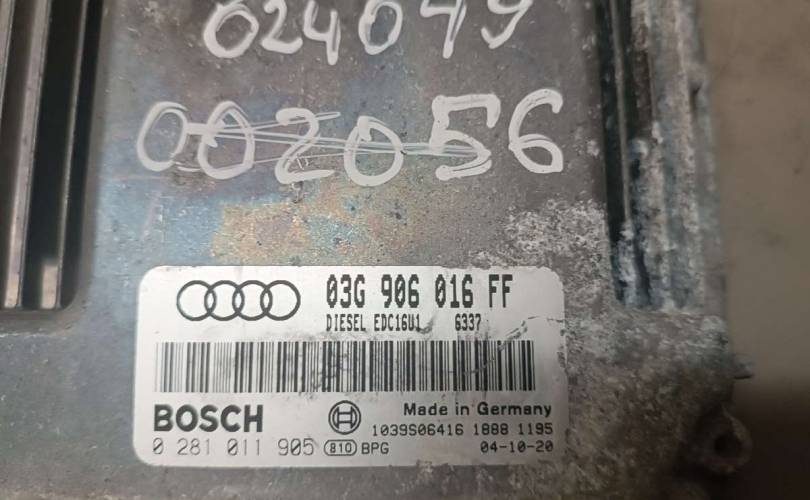 024049
002056
03G 906 016 FF
DIESEL EDC16U1 6337
BOSCH
Made in Germany
1039S06416 1888 1195
0 281 011 905 810 BPG 04-10-20